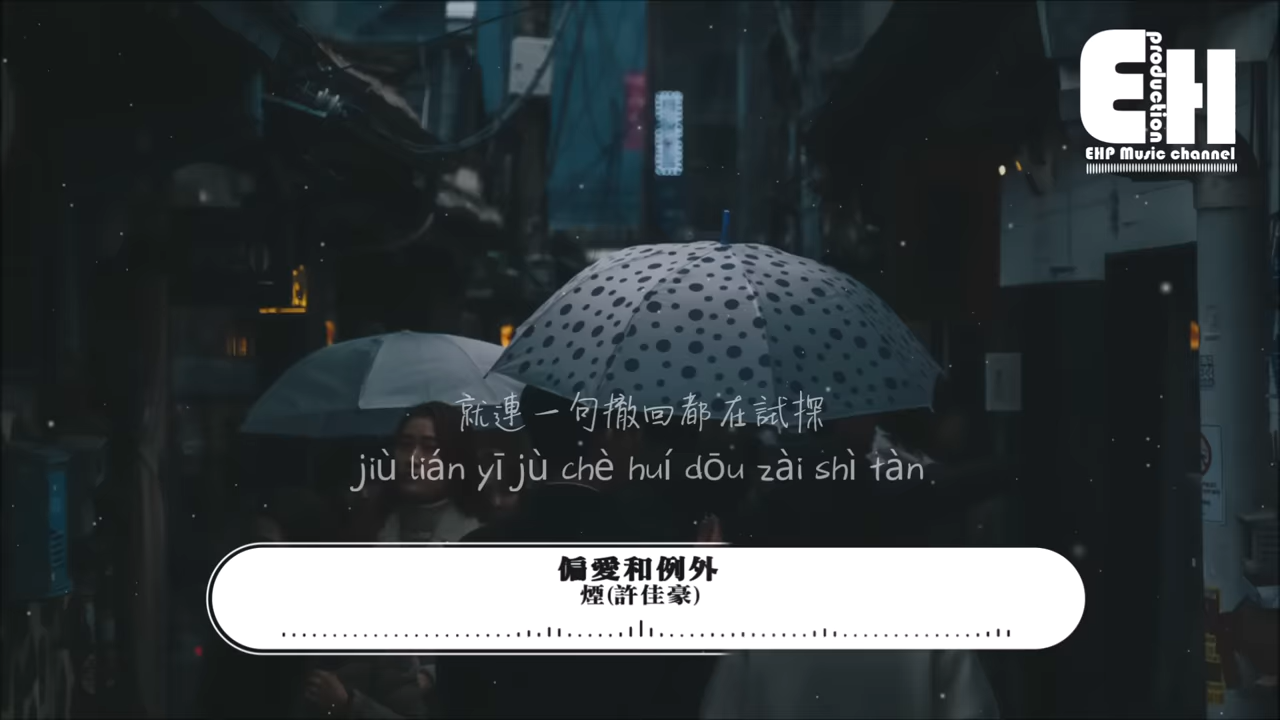 production
EH
EHP Music channel
就連一句撤回都在試探
jiù lián yī jù chè huí dōu zài shì tàn
偏愛和例外
煙(許佳豪)